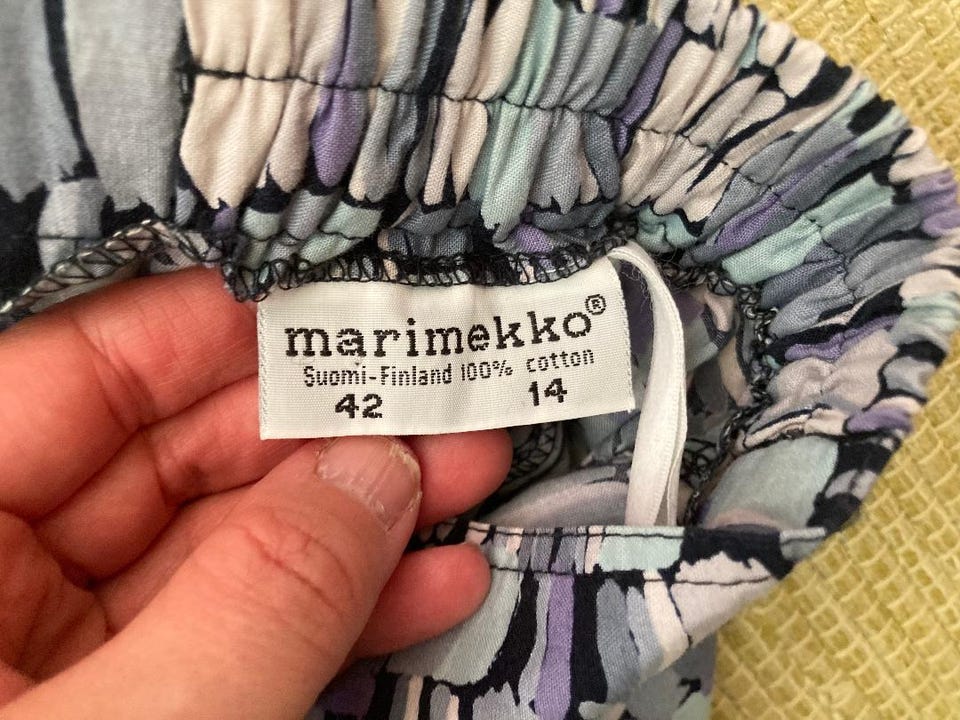 marimekko®
Suomi-Finland 100% cotton
42 14